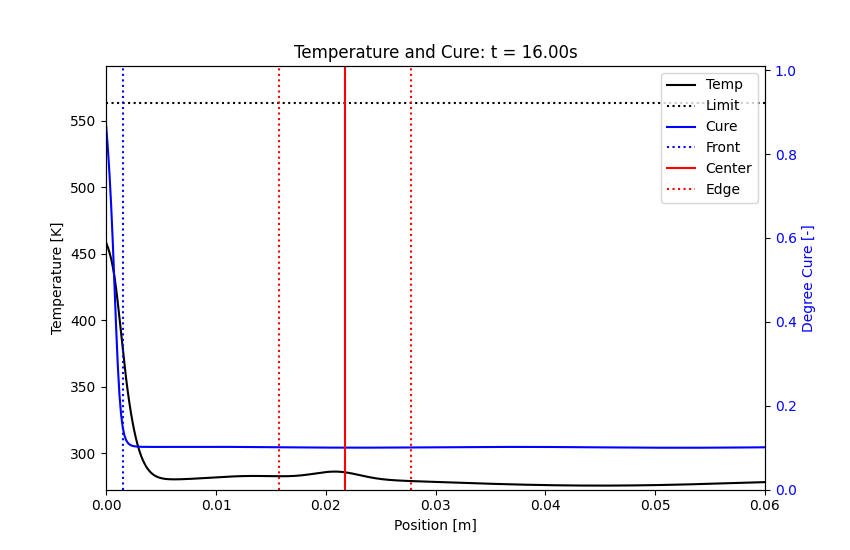 Temperature and Cure: t = 16.00s
Temp
Limit
Cure
Front
Center
Edge
550
500
450
400
350
300
Temperature [K]
1.0
0.8
0.6
0.4
0.2
0.0
Degree Cure [-]
0.00
0.01
0.02
0.03
0.04
0.05
0.06
Position [m]